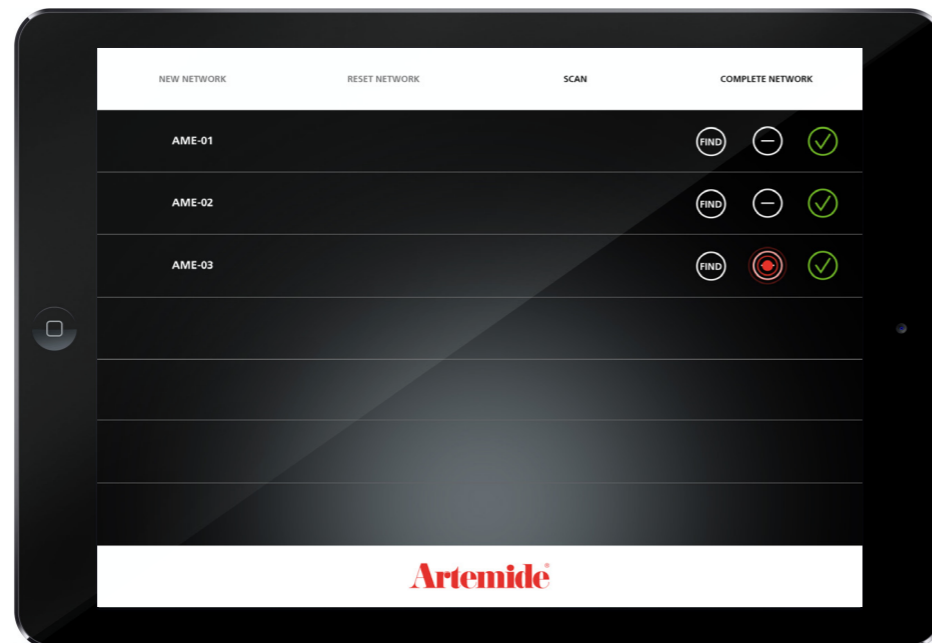 NEW NETWORK RESET NETWORK SCAN COMPLETE NETWORK
AME-01 FIND
AME-02 FIND
AME-03 FIND
Artemide®